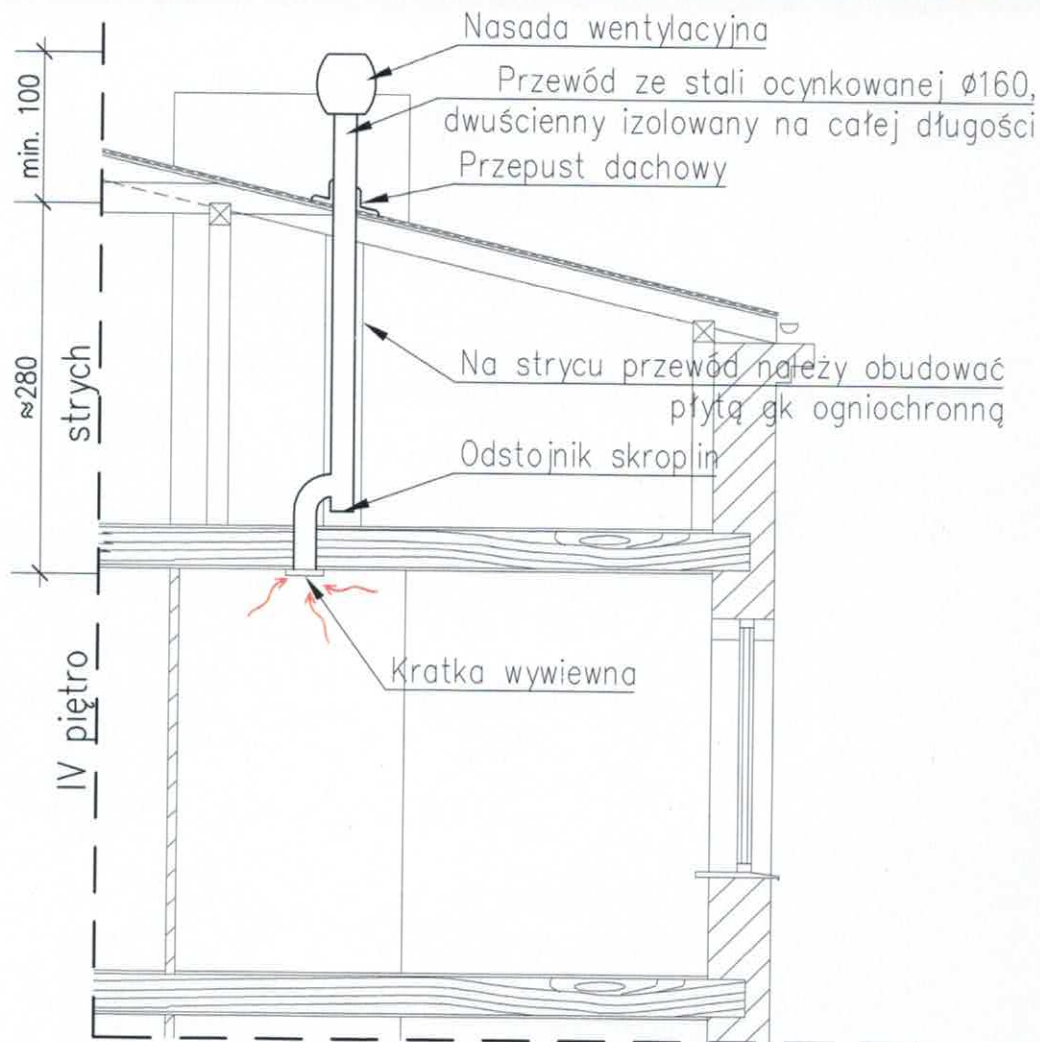 Nasada wentylacyjna
Przewód ze stali ocynkowanej Ø160,
dwuścienny izolowany na całej długości
Przepust dachowy
min. 100
≈280
strych
Na strycu przewód należy obudować
płytą gk ogniochronną
Odstojnik skroplin
Kratka wywiewna
IV piętro